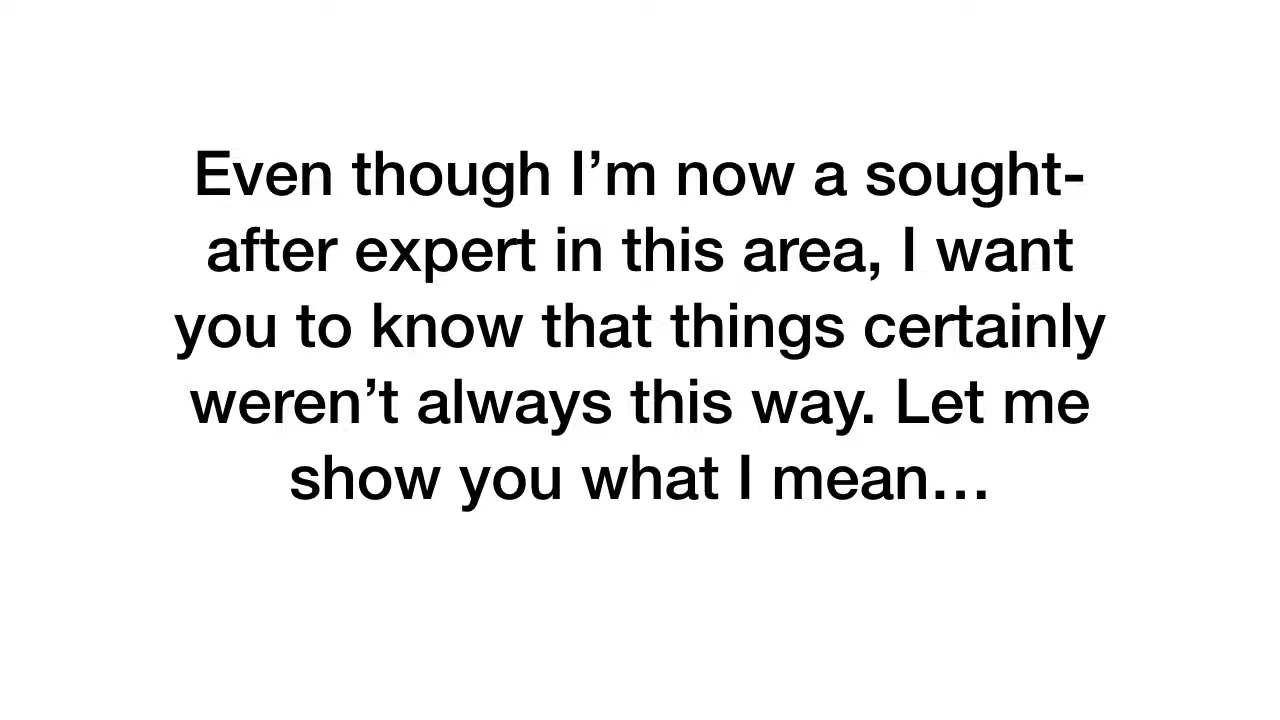 Even though I’m now a sought-
after expert in this area, I want
you to know that things certainly
weren’t always this way. Let me
show you what I mean…